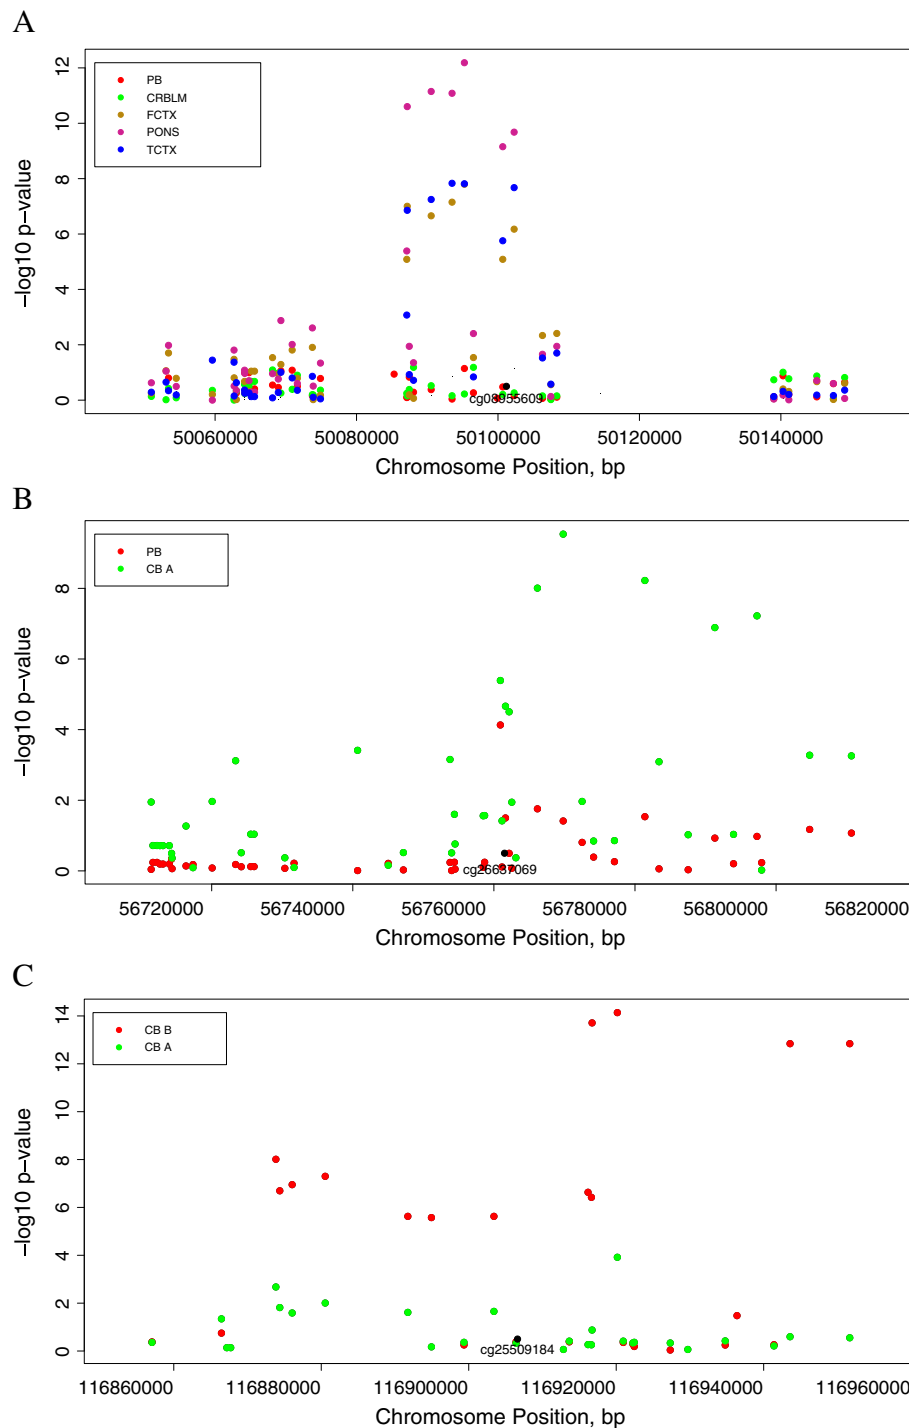 A
12
10
8
6
4
2
0
−log10 p−value
PB
CRBLM
FCTX
PONS
TCTX
cg08955609
50060000 50080000 50100000 50120000 50140000
Chromosome Position, bp
B
8
6
4
2
0
−log10 p−value
PB
CB A
cg26637069
56720000 56740000 56760000 56780000 56800000 56820000
Chromosome Position, bp
C
14
12
10
8
6
4
2
0
−log10 p−value
CB B
CB A
cg25509184
116860000 116880000 116900000 116920000 116940000 116960000
Chromosome Position, bp